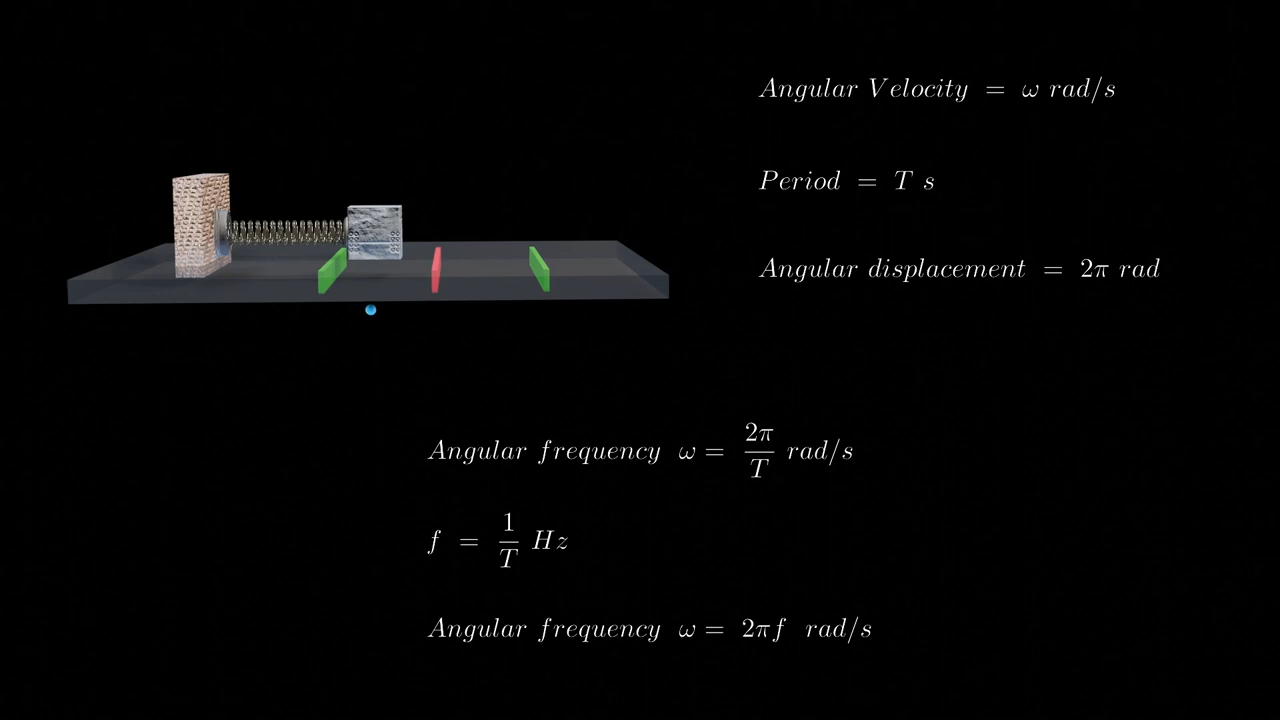 Angular Velocity = ω rad/s
Period = T s
Angular displacement = 2π rad
Angular frequency ω = 2π/T rad/s
f = 1/T Hz
Angular frequency ω = 2πf rad/s